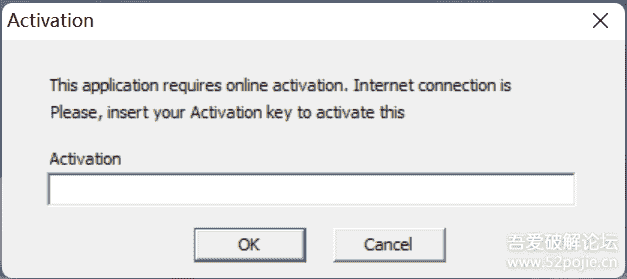 Activation
This application requires online activation. Internet connection is
Please, insert your Activation key to activate this
Activation
OK
Cancel
吾爱破解论坛
www.52pojie.cn